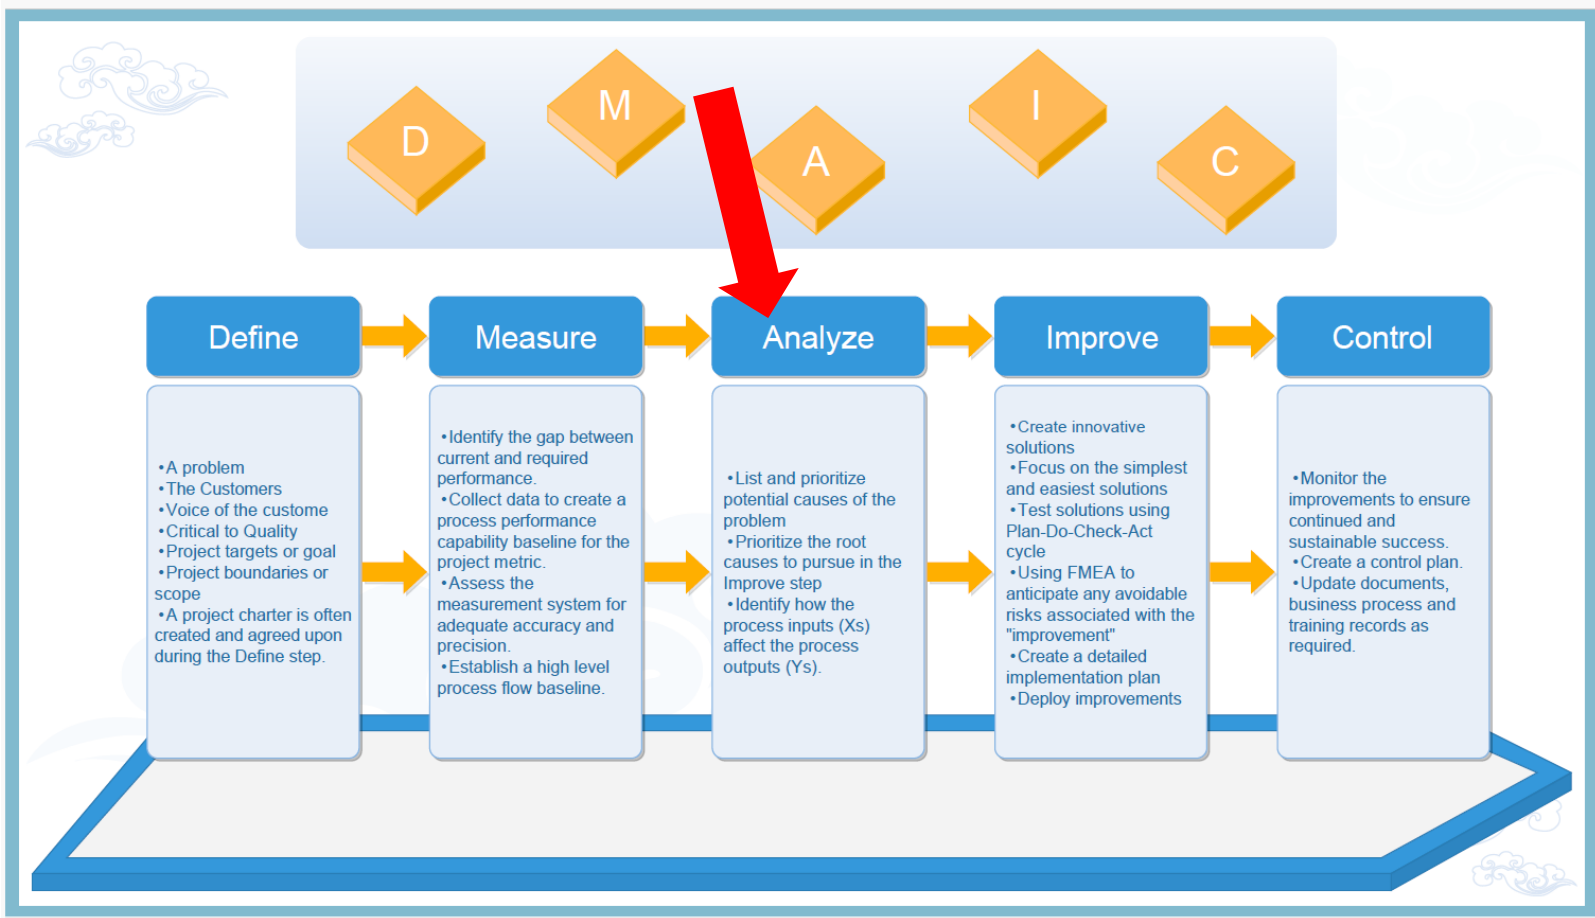 D
M
A
I
C
Define
Measure
Analyze
Improve
Control
•A problem
•The Customers
•Voice of the custome
•Critical to Quality
•Project targets or goal
•Project boundaries or
scope
•A project charter is often
created and agreed upon
during the Define step.
•Identify the gap between
current and required
performance.
•Collect data to create a
process performance
capability baseline for the
project metric.
•Assess the
measurement system for
adequate accuracy and
precision.
•Establish a high level
process flow baseline.
•List and prioritize
potential causes of the
problem
•Prioritize the root
causes to pursue in the
Improve step
•Identify how the
process inputs (Xs)
affect the process
outputs (Ys).
•Create innovative
solutions
•Focus on the simplest
and easiest solutions
•Test solutions using
Plan-Do-Check-Act
cycle
•Using FMEA to
anticipate any avoidable
risks associated with the
"improvement"
•Create a detailed
implementation plan
•Deploy improvements
•Monitor the
improvements to ensure
continued and
sustainable success.
•Create a control plan.
•Update documents,
business process and
training records as
required.